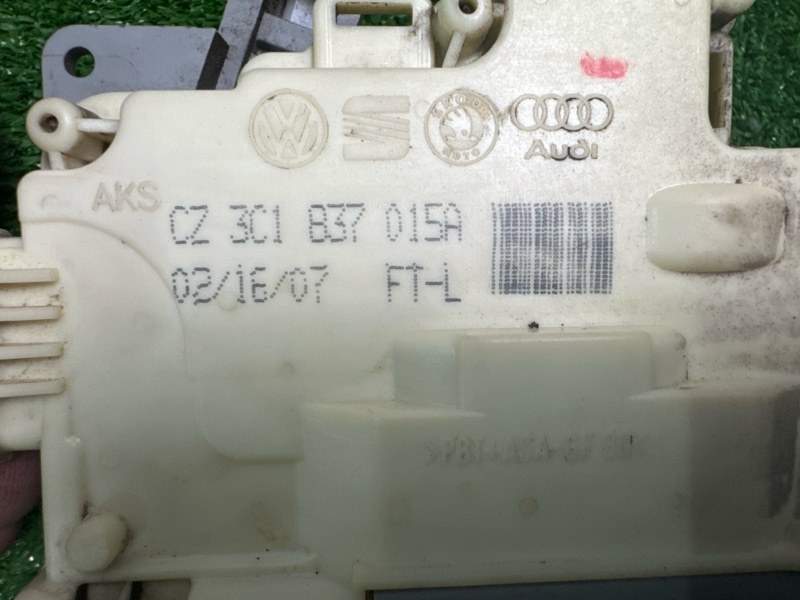 Audi
AKS
CZ 3C1 837 015A
02/16/07 FT-L